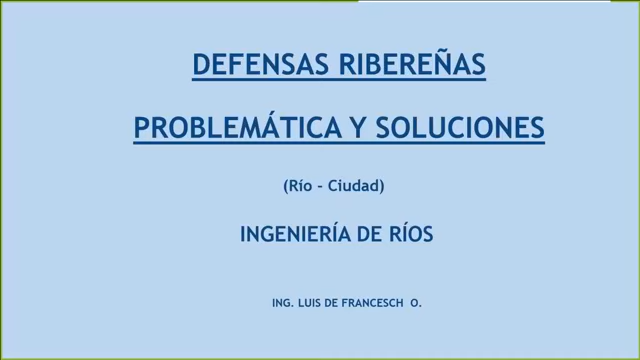 DEFENSAS RIBEREÑAS
PROBLEMÁTICA Y SOLUCIONES
(Río - Ciudad)
INGENIERÍA DE RÍOS
ING. LUIS DE FRANCESCH O.